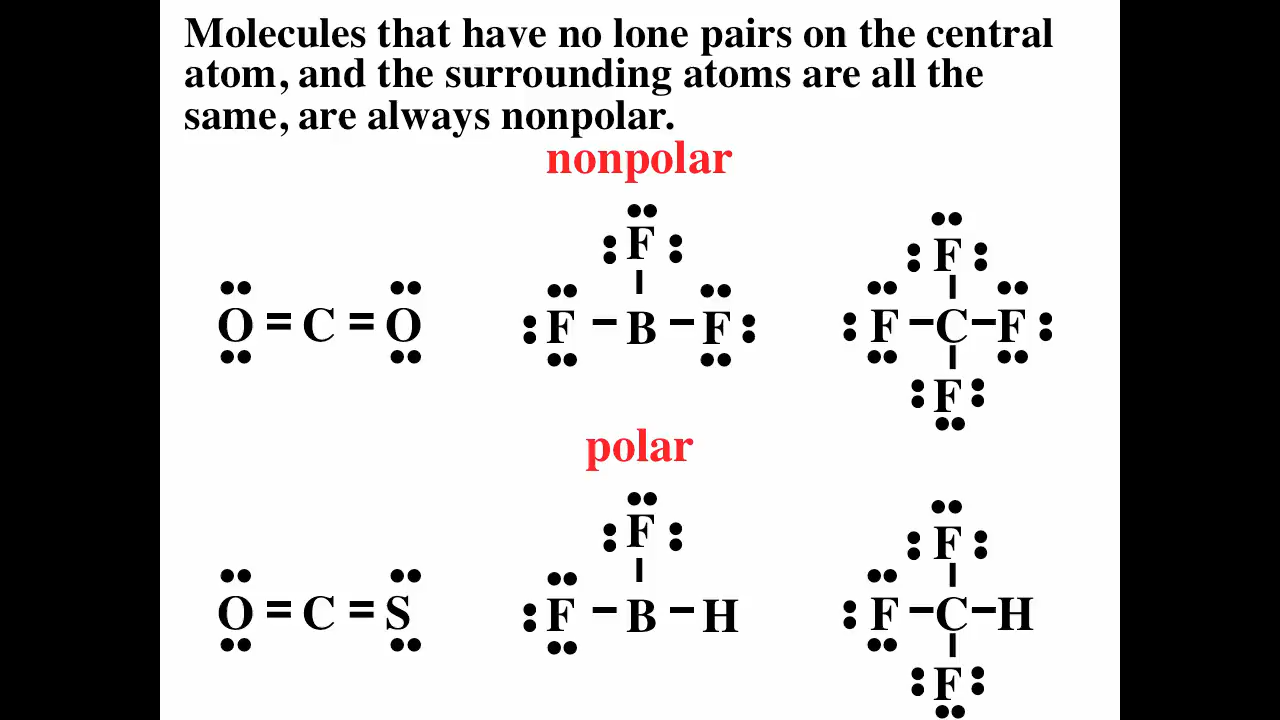 Molecules that have no lone pairs on the central
atom, and the surrounding atoms are all the
same, are always nonpolar.
nonpolar
F F
O = C = O F – B – F F – C – F
F
polar
F F
O = C = S F – B – H F – C – H
F